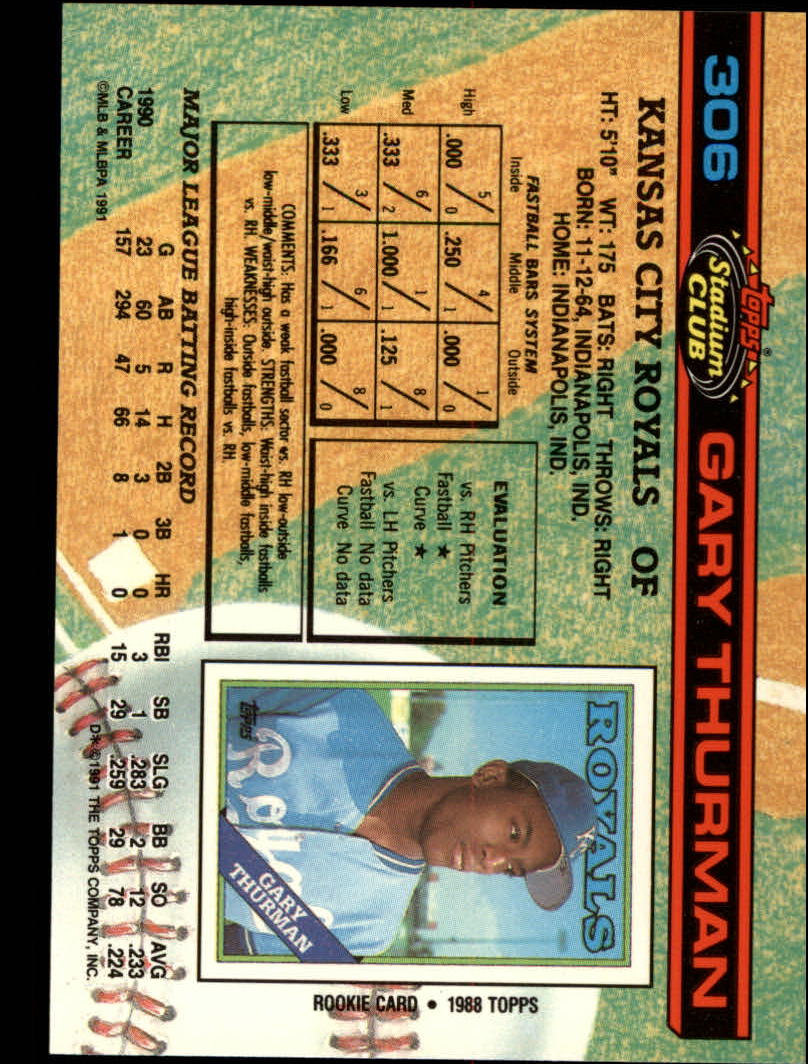 306
Topps®
Stadium
CLUB
GARY THURMAN
KANSAS CITY ROYALS OF
HT: 5'10" WT: 175 BATS: RIGHT THROWS: RIGHT
BORN: 11-12-64, INDIANAPOLIS, IND.
HOME: INDIANAPOLIS, IND.
FASTBALL BARS SYSTEM
Inside Middle Outside
High .000 5/0 .250 4/1 .000 1/0
Med .333 6/2 1.000 1/1 .125 8/1
Low .333 3/1 .166 6/1 .000 8/0
EVALUATION
vs. RH Pitchers
Fastball ★
Curve ★
vs. LH Pitchers
Fastball No data
Curve No data
COMMENTS: Has a weak fastball sector vs. RH low-outside
low-middle/waist-high outside. STRENGTHS: Waist-high inside fastballs
vs. RH. WEAKNESSES: Outside fastballs, low-middle fastballs,
high-inside fastballs vs. RH.
MAJOR LEAGUE BATTING RECORD
G AB R H 2B 3B HR RBI SB SLG BB SO AVG
1990 23 60 5 14 3 0 0 3 1 .283 2 12 .233
CAREER 157 294 47 66 8 1 0 15 29 .259 29 78 .224
©MLB & MLBPA 1991
D✻ ©1991 THE TOPPS COMPANY, INC.
ROYALS
Topps
Royals
GARY
THURMAN
ROOKIE CARD • 1988 TOPPS